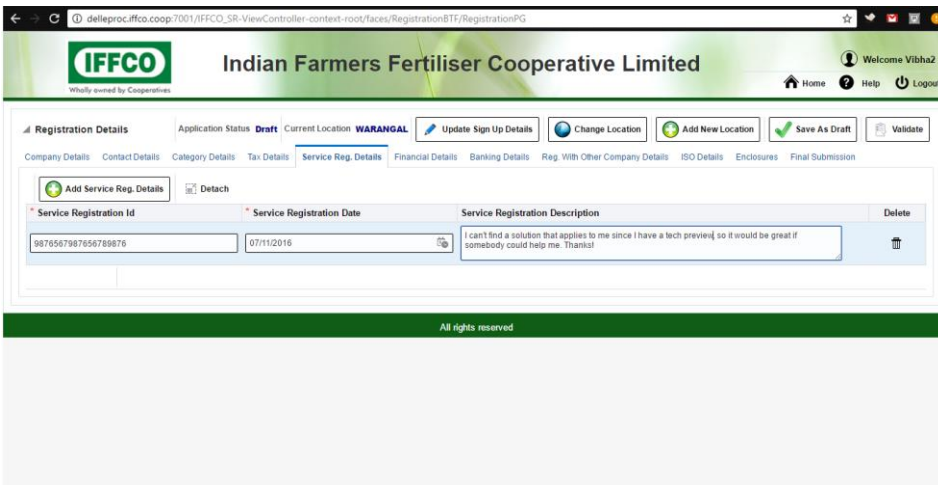 delleproc.iffco.coop:7001/IFFCO_SR-ViewController-context-root/faces/RegistrationBTF/RegistrationPG
IFFCO
Wholly owned by Cooperatives
Indian Farmers Fertiliser Cooperative Limited
Welcome Vibha2
Home Help Logout
Registration Details Application Status Draft Current Location WARANGAL Update Sign Up Details Change Location Add New Location Save As Draft Validate
Company Details Contact Details Category Details Tax Details Service Reg. Details Financial Details Banking Details Reg. With Other Company Details ISO Details Enclosures Final Submission
Add Service Reg. Details Detach
* Service Registration Id * Service Registration Date Service Registration Description Delete
9876567987656789876 07/11/2016 I can't find a solution that applies to me since I have a tech preview, so it would be great if
somebody could help me. Thanks!
All rights reserved